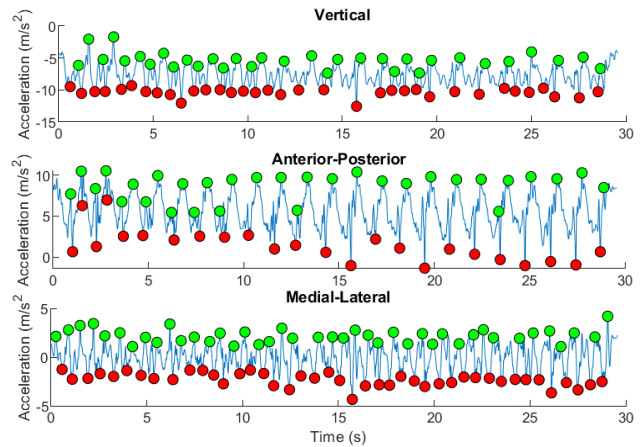 Vertical
Acceleration (m/s²)
0
-5
-10
-15
0 5 10 15 20 25 30
Anterior-Posterior
Acceleration (m/s²)
10
5
0
0 5 10 15 20 25 30
Medial-Lateral
Acceleration (m/s²
5
0
-5
0 5 10 15 20 25 30
Time (s)